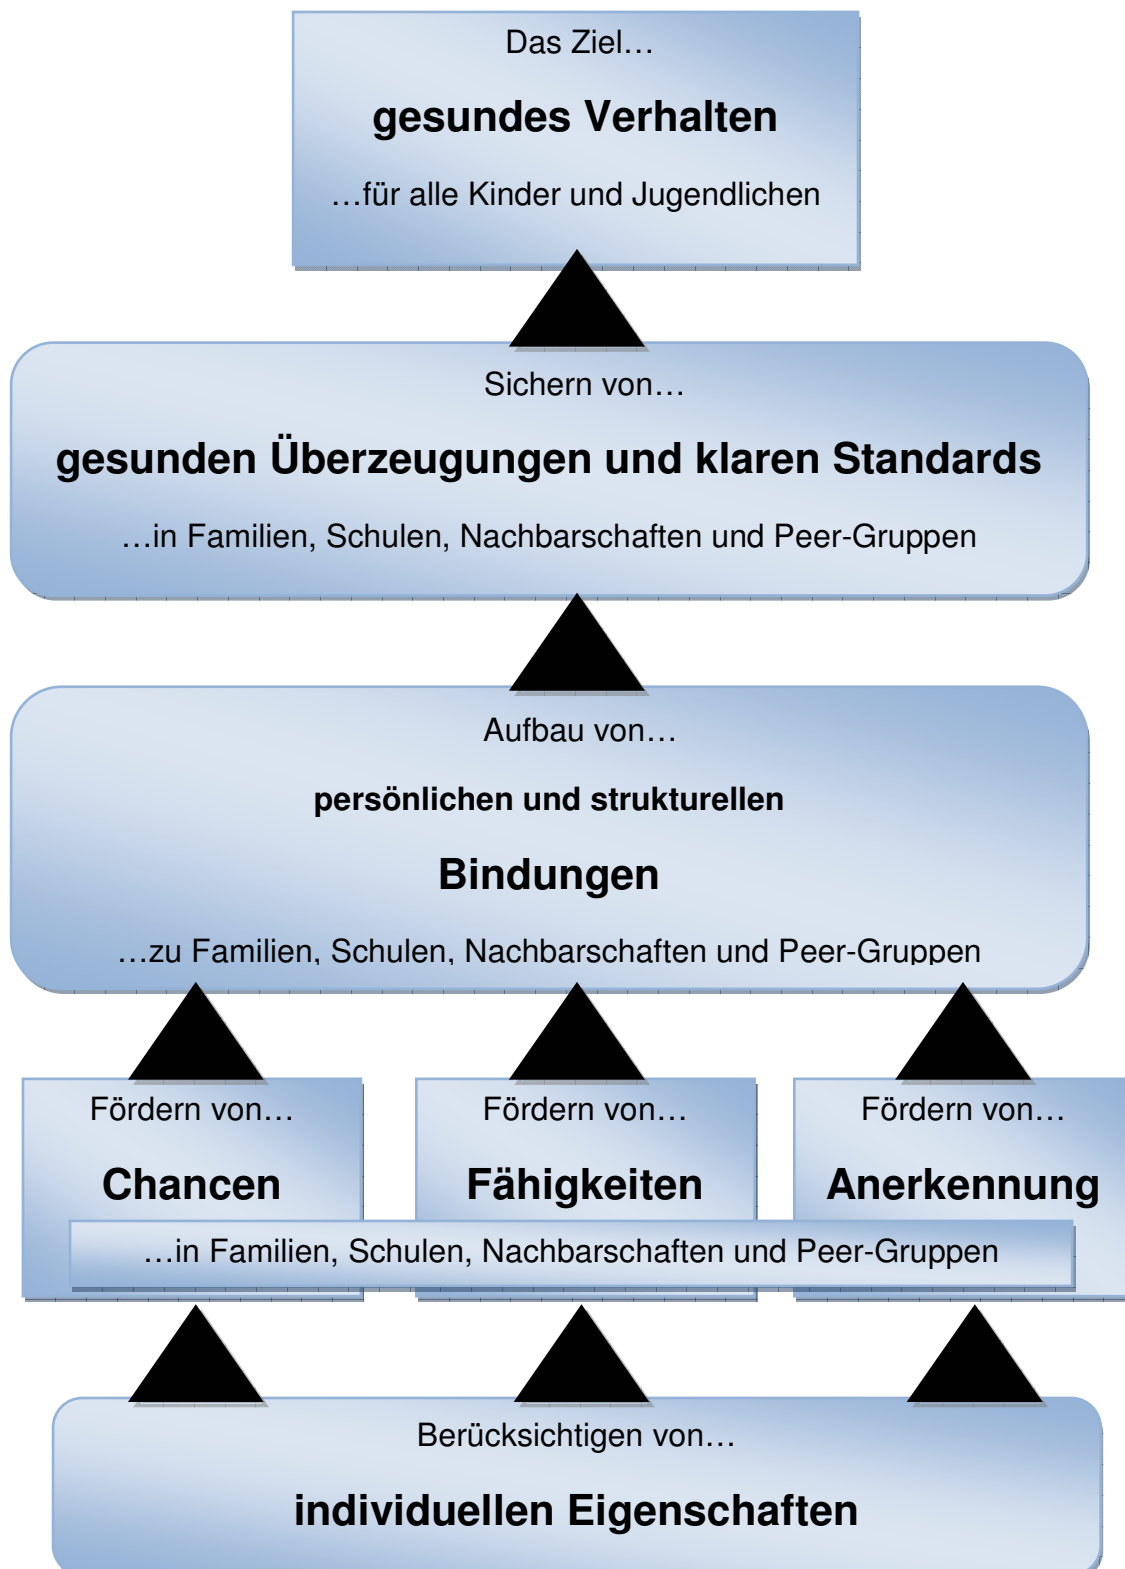 Das Ziel…
gesundes Verhalten
…für alle Kinder und Jugendlichen
Sichern von…
gesunden Überzeugungen und klaren Standards
…in Familien, Schulen, Nachbarschaften und Peer-Gruppen
Aufbau von…
persönlichen und strukturellen
Bindungen
…zu Familien, Schulen, Nachbarschaften und Peer-Gruppen
Fördern von…
Chancen
Fördern von…
Fähigkeiten
Fördern von…
Anerkennung
…in Familien, Schulen, Nachbarschaften und Peer-Gruppen
Berücksichtigen von…
individuellen Eigenschaften